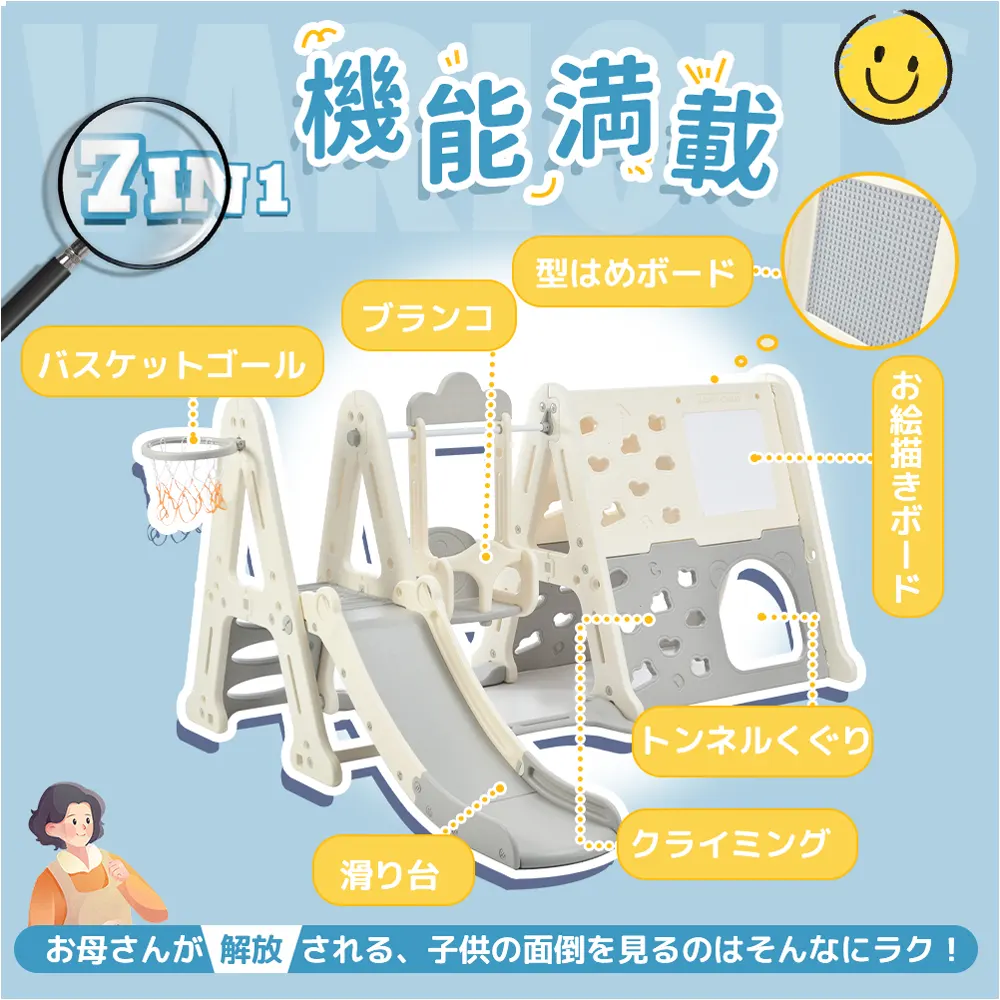 VARIOUS
機能満載
7IN1
型はめボード
ブランコ
バスケットゴール
お絵描きボード
トンネルくぐり
クライミング
滑り台
お母さんが 解放 される、子供の面倒を見るのはそんなにラク！